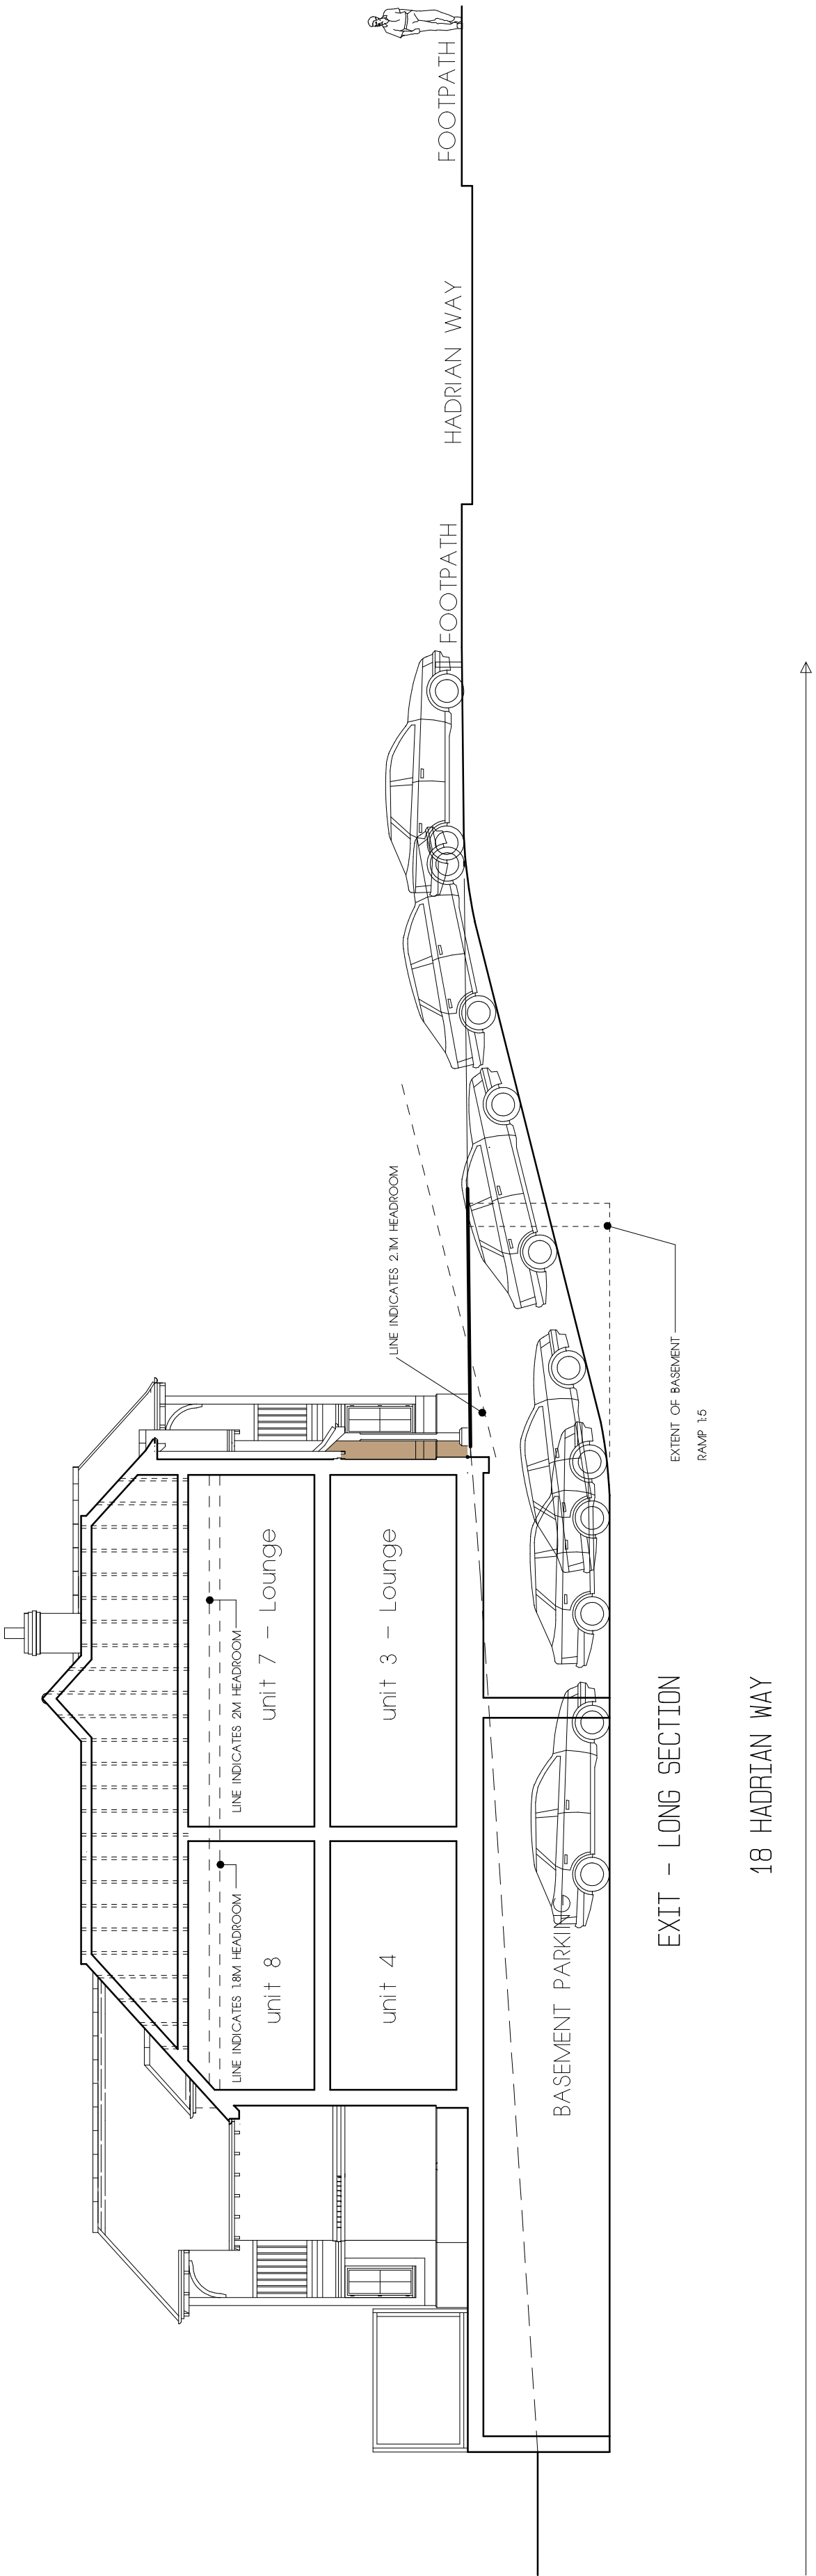 LINE INDICATES 1.8M HEADROOM
LINE INDICATES 2M HEADROOM
unit 8
unit 7 - Lounge
unit 4
unit 3 - Lounge
LINE INDICATES 2.1M HEADROOM
FOOTPATH
HADRIAN WAY
FOOTPATH
BASEMENT PARKING
EXTENT OF BASEMENT
RAMP 1:5
EXIT - LONG SECTION
18 HADRIAN WAY